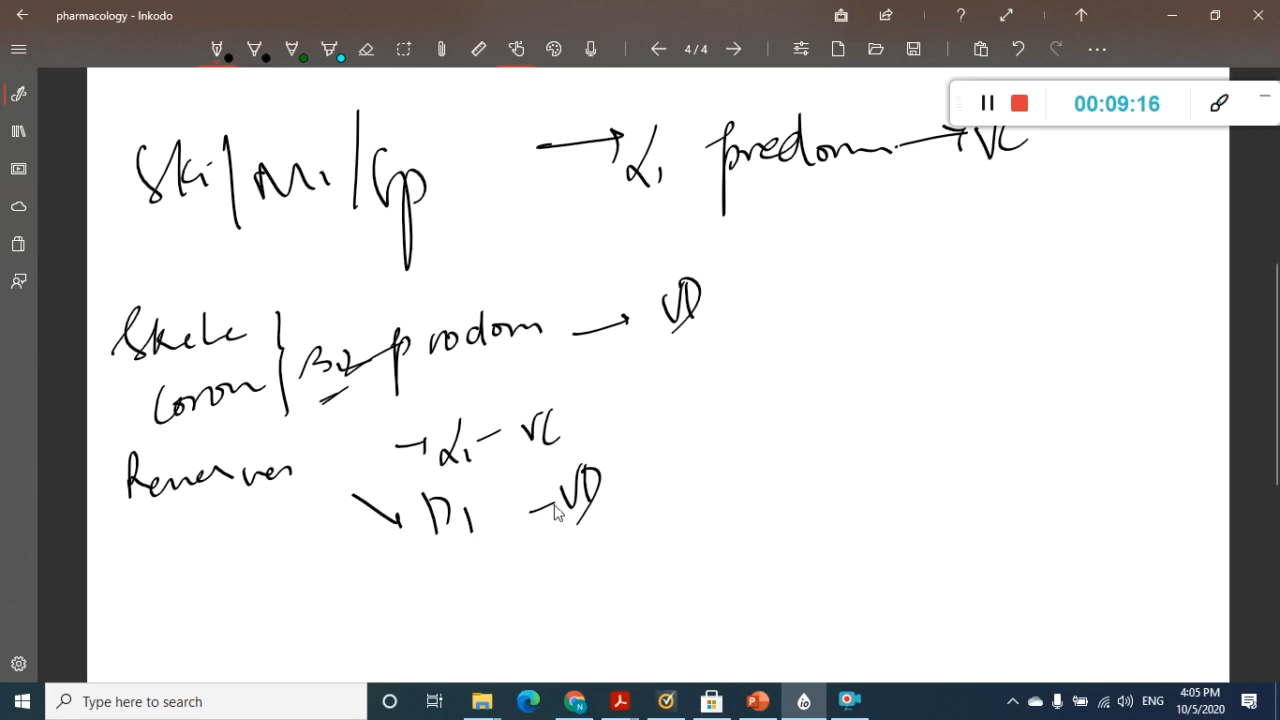 pharmacology - Inkodo
4/4
00:09:16
Ski/M1/Gp → α1 predom → VC
Skele
Coron } β2 predom → VD
Renal ves → α1 - VC
↘ D1 → VD
Type here to search
ENG
4:05 PM
10/5/2020